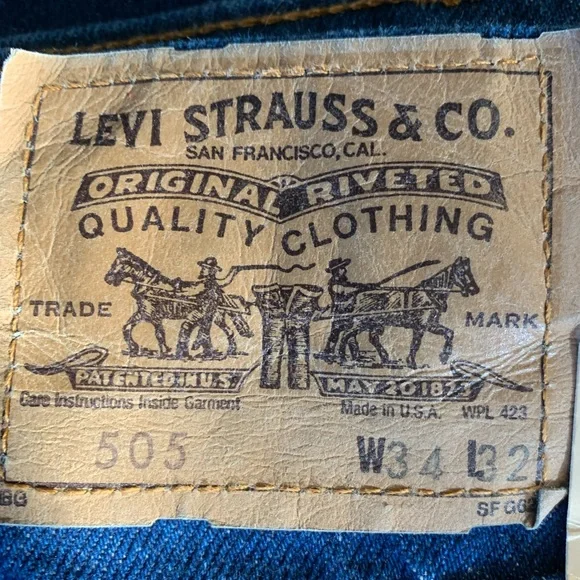 LEVI STRAUSS & CO.
SAN FRANCISCO, CAL.
ORIGINAL RIVETED
QUALITY CLOTHING
TRADE MARK
PATENTED IN U.S. MAY 20 1873
Care Instructions Inside Garment Made in U.S.A. WPL 423
505 W34 L32
SF